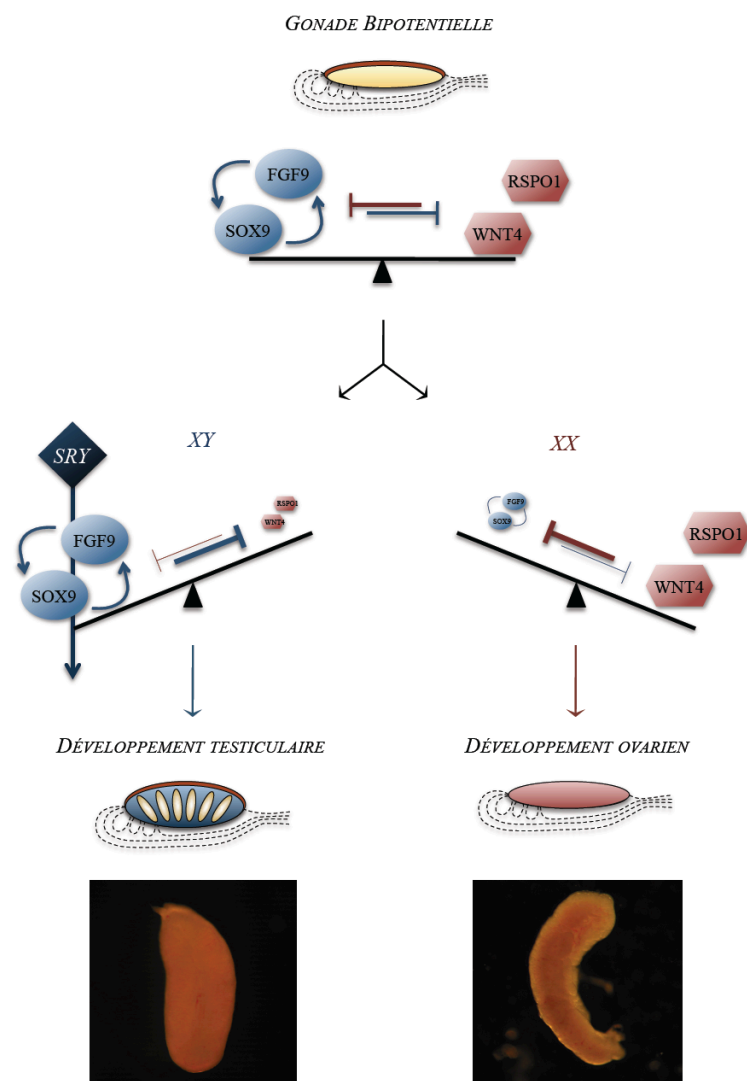 GONADE BIPOTENTIELLE
FGF9
SOX9
RSPO1
WNT4
XY
XX
SRY
FGF9
SOX9
RSPO1
WNT4
FGF9
SOX9
RSPO1
WNT4
DÉVELOPPEMENT TESTICULAIRE
DÉVELOPPEMENT OVARIEN